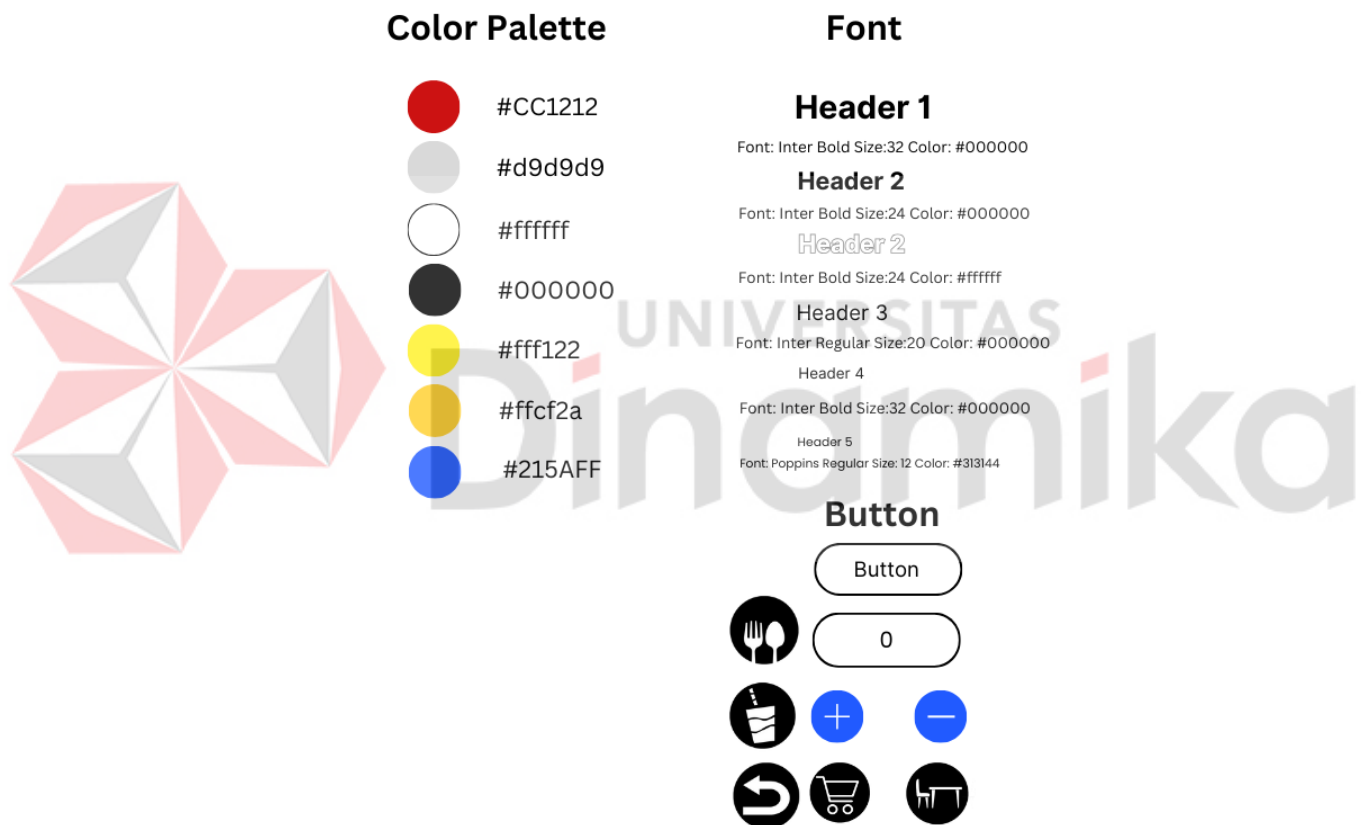 Color Palette
#CC1212
#d9d9d9
#ffffff
#000000
#fff122
#ffcf2a
#215AFF
Font
Header 1
Font: Inter Bold Size:32 Color: #000000
Header 2
Font: Inter Bold Size:24 Color: #000000
Header 2
Font: Inter Bold Size:24 Color: #ffffff
Header 3
Font: Inter Regular Size:20 Color: #000000
Header 4
Font: Inter Bold Size:32 Color: #000000
Header 5
Font: Poppins Regular Size: 12 Color: #313144
Button
Button
0
UNIVERSITAS
Dinamika